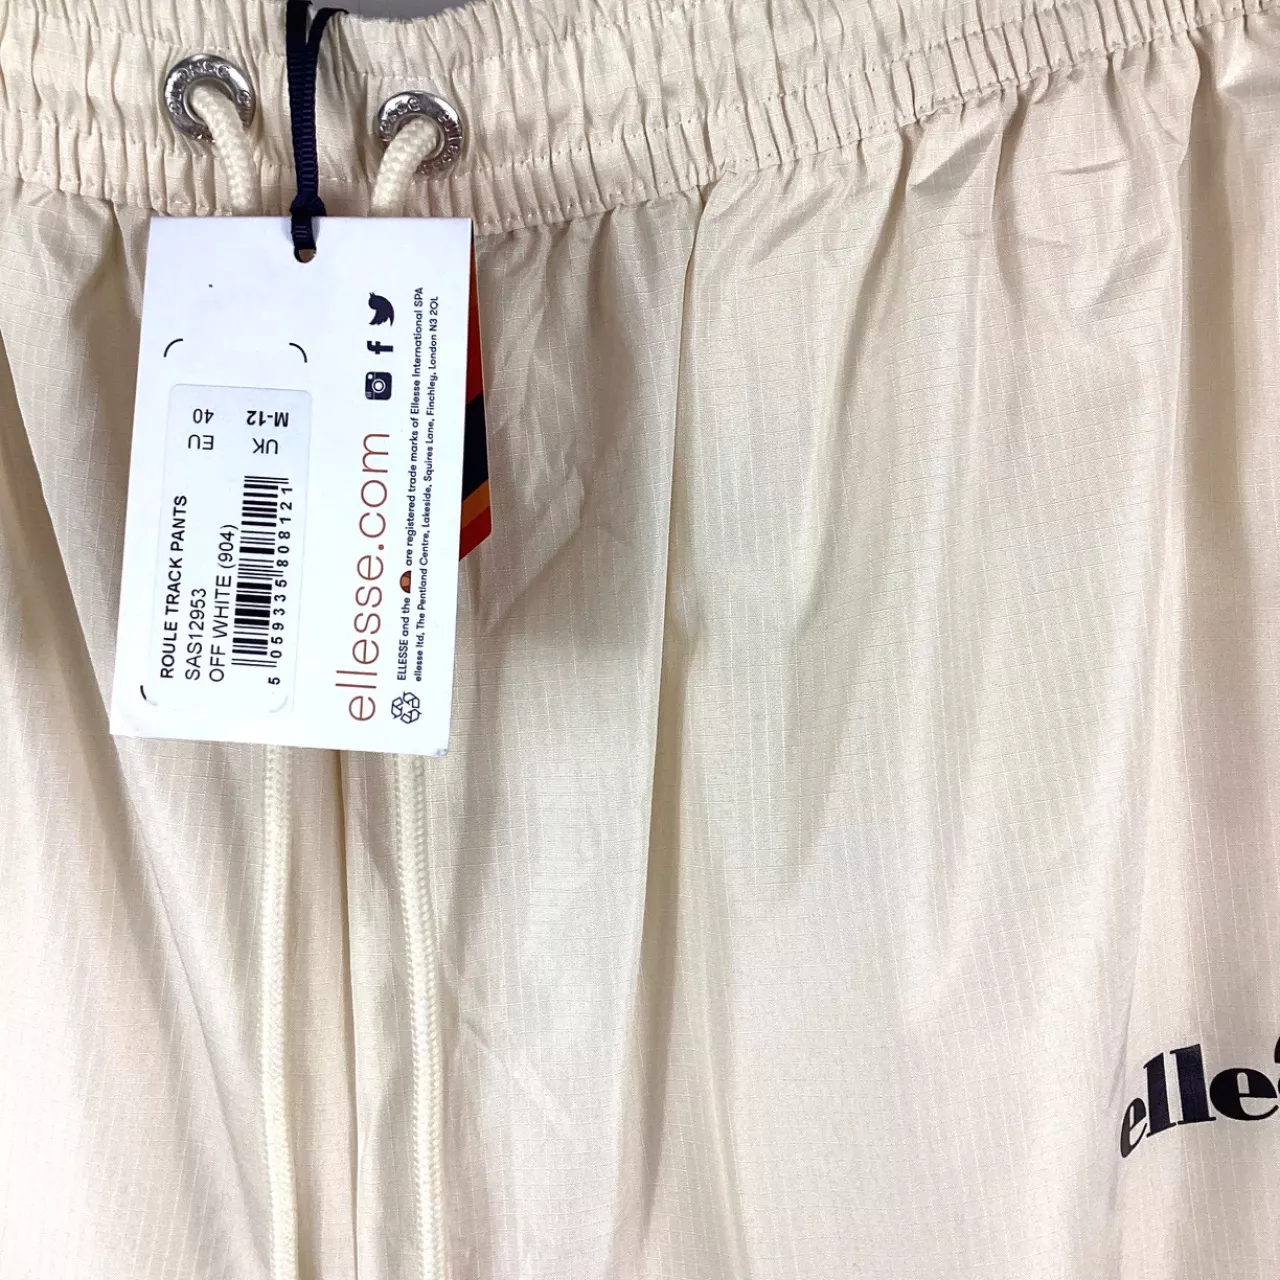 ROULE TRACK PANTS
SAS12953
OFF WHITE (904)
5 059335 808121
UK EU
M-12 40
ellesse.com
ELLESSE and the are registered trade marks of Ellesse International SPA
ellesse ltd, The Pentland Centre, Lakeside, Squires Lane, Finchley, London N3 2QL
elle